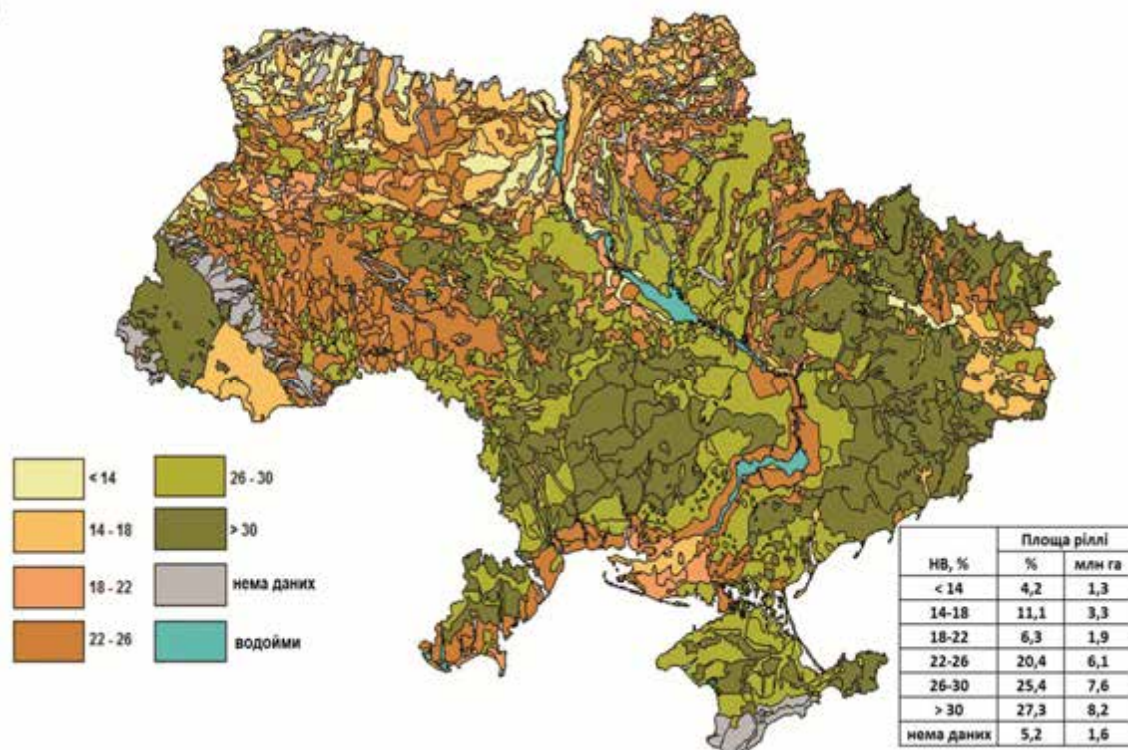 < 14
26 - 30
14 - 18
> 30
18 - 22
нема даних
22 - 26
водойми
НВ, % Площа ріллі
% млн га
< 14 4,2 1,3
14-18 11,1 3,3
18-22 6,3 1,9
22-26 20,4 6,1
26-30 25,4 7,6
> 30 27,3 8,2
нема даних 5,2 1,6